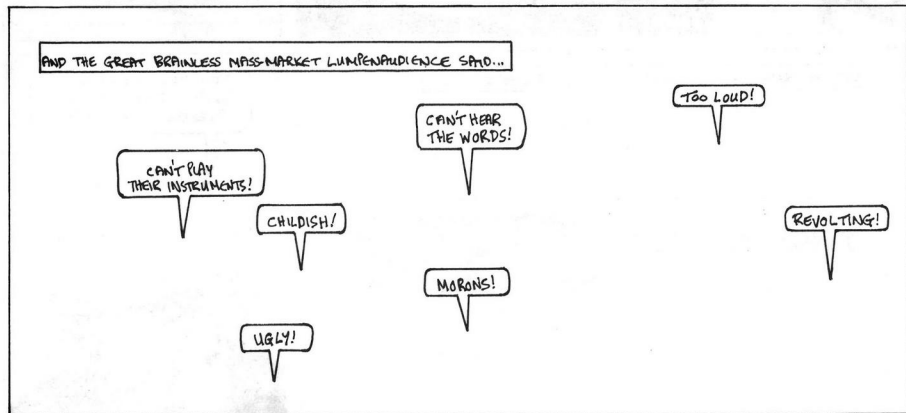 AND THE GREAT BRAINLESS MASS-MARKET LUMPENAUDIENCE SAID...
TOO LOUD!
CAN'T HEAR
THE WORDS!
CAN'T PLAY
THEIR INSTRUMENTS!
CHILDISH!
REVOLTING!
MORONS!
UGLY!